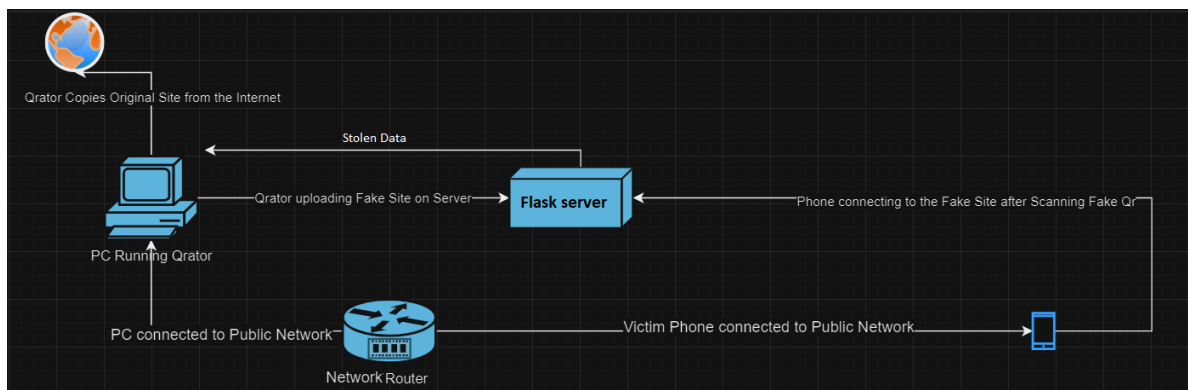 Qrator Copies Original Site from the Internet
Stolen Data
Qrator uploading Fake Site on Server
Flask server
Phone connecting to the Fake Site after Scanning Fake Qr
PC Running Qrator
PC connected to Public Network
Victim Phone connected to Public Network
Network Router